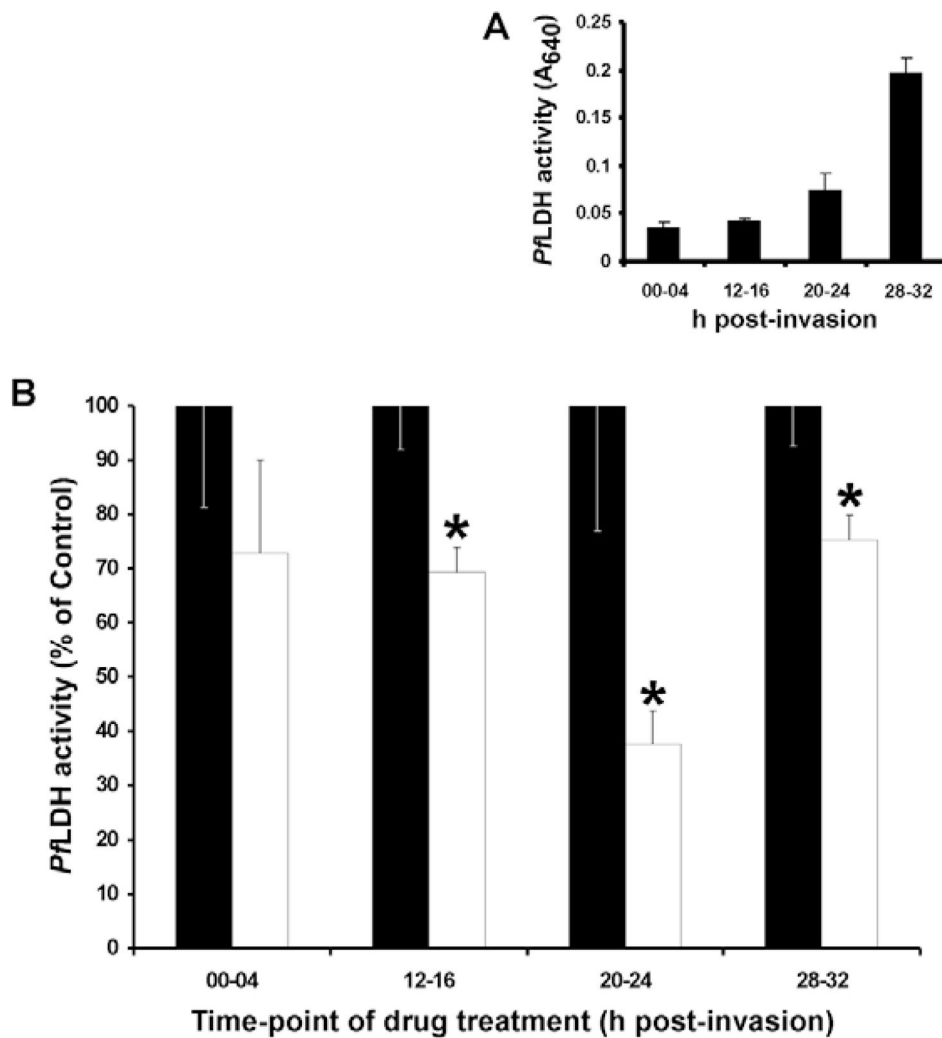 A
PfLDH activity (A640)
0.25
0.2
0.15
0.1
0.05
0
00-04 12-16 20-24 28-32
h post-invasion
B
PfLDH activity (% of Control)
100
90
80
70
60
50
40
30
20
10
0
*
*
*
00-04 12-16 20-24 28-32
Time-point of drug treatment (h post-invasion)